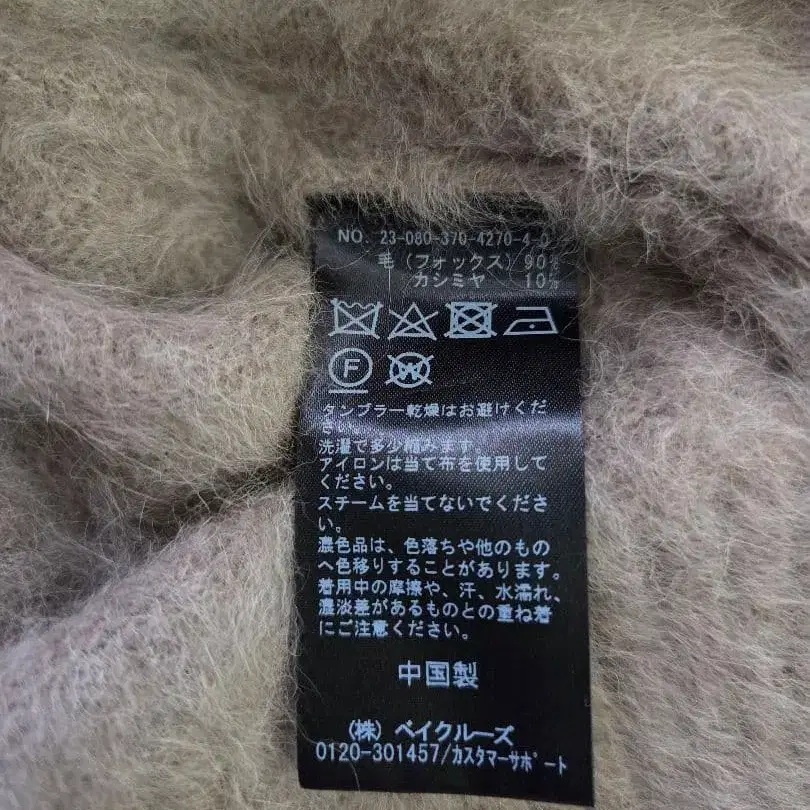 NO. 23-080-370-4270-4-0
毛(フォックス) 90%
カシミヤ 10%
F
W
タンブラー乾燥はお避けくだ
さい。
洗濯で多少縮みます。
アイロンは当て布を使用して
ください。
スチームを当てないでくださ
い。
濃色品は、色落ちや他のもの
へ色移りすることがあります。
着用中の摩擦や、汗、水濡れ、
濃淡差があるものとの重ね着
にご注意ください。
中国製
(株) ベイクルーズ
0120-301457/カスタマーサポート